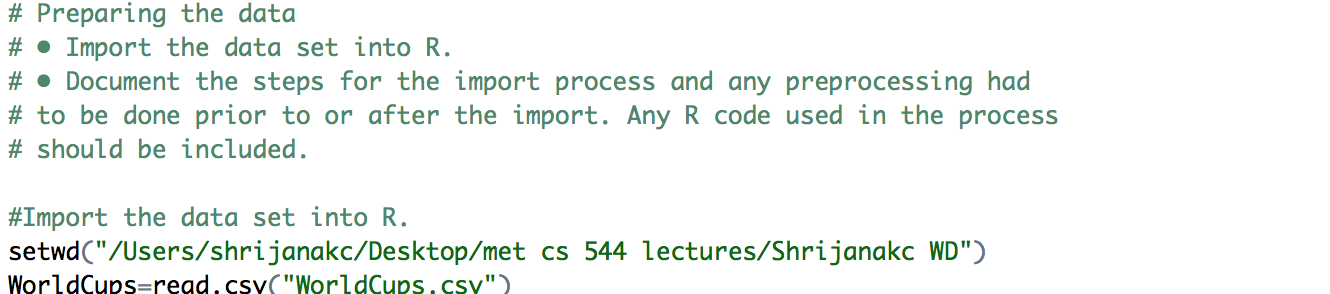 # Preparing the data
# • Import the data set into R.
# • Document the steps for the import process and any preprocessing had
# to be done prior to or after the import. Any R code used in the process
# should be included.
#Import the data set into R.
setwd("/Users/shrijanakc/Desktop/met cs 544 lectures/Shrijanakc WD")
WorldCups=read.csv("WorldCups.csv")